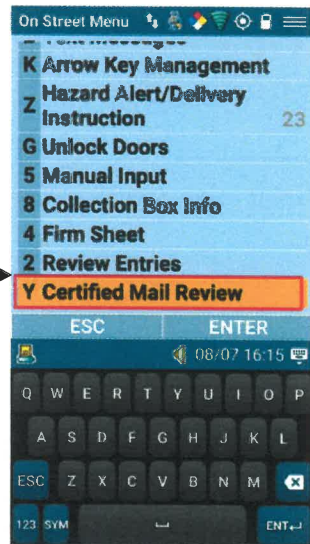 On Street Menu
K Arrow Key Management
Z Hazard Alert/Delivery
Instruction 23
G Unlock Doors
5 Manual Input
8 Collection Box Info
4 Firm Sheet
2 Review Entries
Y Certified Mail Review
ESC ENTER
08/07 16:15
Q W E R T Y U I O P
A S D F G H J K L
ESC Z X C V B N M
123 SYM ENT